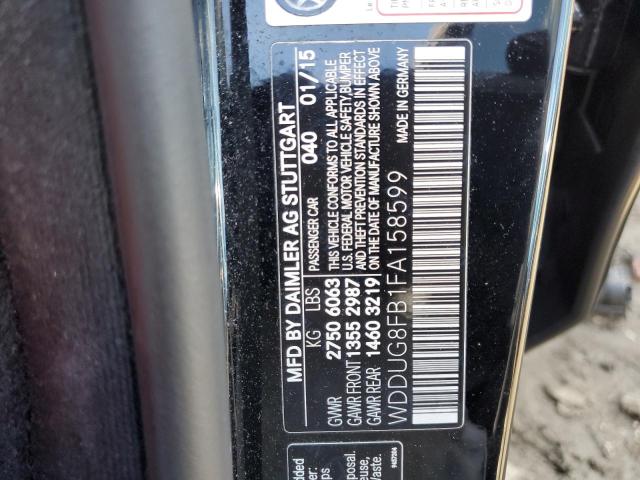 MFD BY DAIMLER AG STUTTGART
KG LBS PASSENGER CAR 040 01/15
GVWR 2750 6063 THIS VEHICLE CONFORMS TO ALL APPLICABLE
U.S. FEDERAL MOTOR VEHICLE SAFETY, BUMPER
GAWR FRONT 1355 2987 AND THEFT PREVENTION STANDARDS IN EFFECT
GAWR REAR 1460 3219 ON THE DATE OF MANUFACTURE SHOWN ABOVE
MADE IN GERMANY
WDDUG8FB1FA158599